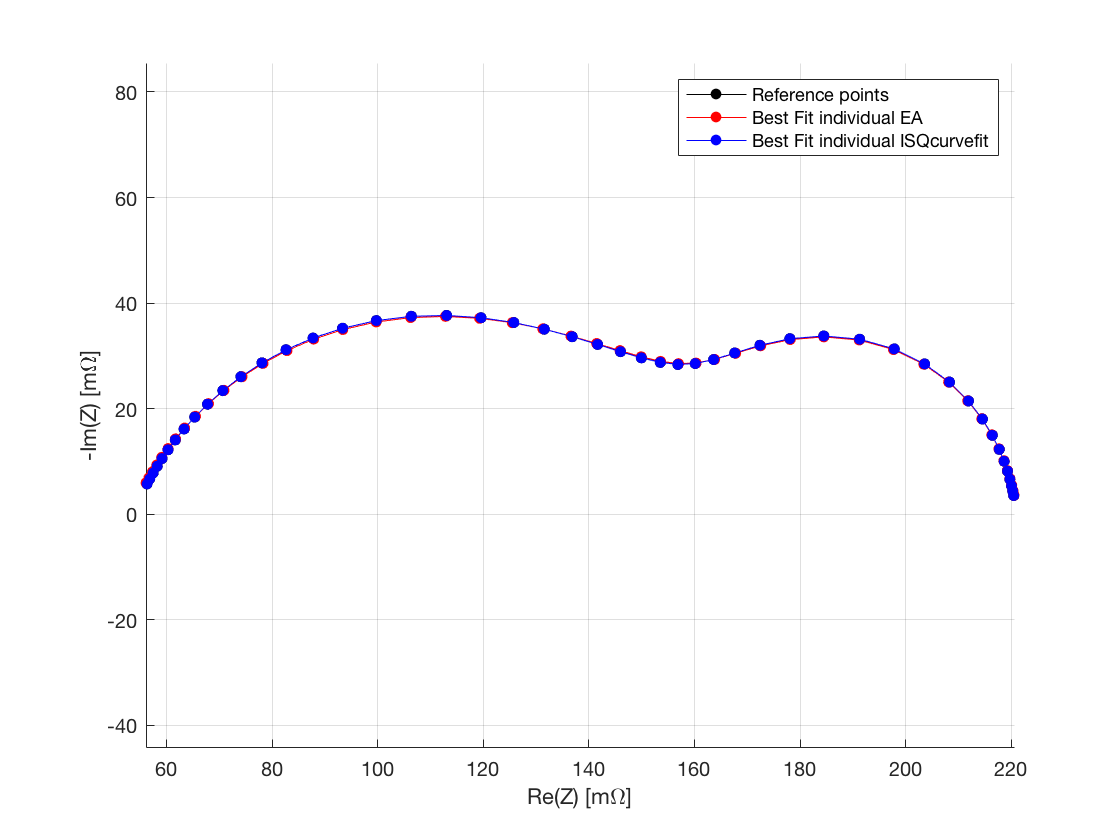 80
60
40
20
0
-20
-40
-Im(Z) [mΩ]
Reference points
Best Fit individual EA
Best Fit individual ISQcurvefit
60 80 100 120 140 160 180 200 220
Re(Z) [mΩ]